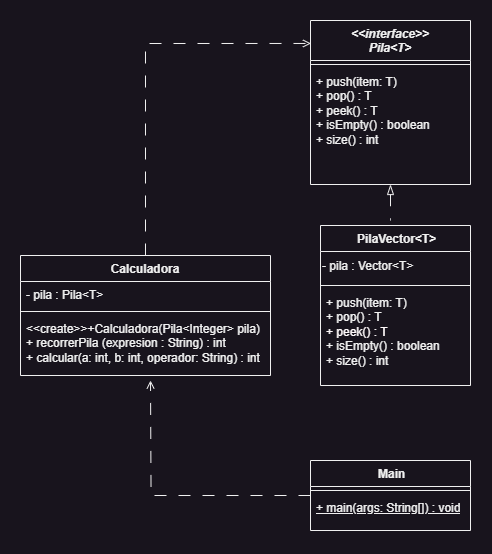 <<interface>>
Pila<T>
+ push(item: T)
+ pop() : T
+ peek() : T
+ isEmpty() : boolean
+ size() : int
PilaVector<T>
- pila : Vector<T>
+ push(item: T)
+ pop() : T
+ peek() : T
+ isEmpty() : boolean
+ size() : int
Calculadora
- pila : Pila<T>
<<create>>+Calculadora(Pila<Integer> pila)
+ recorrerPila (expresion : String) : int
+ calcular(a: int, b: int, operador: String) : int
Main
+ main(args: String[]) : void